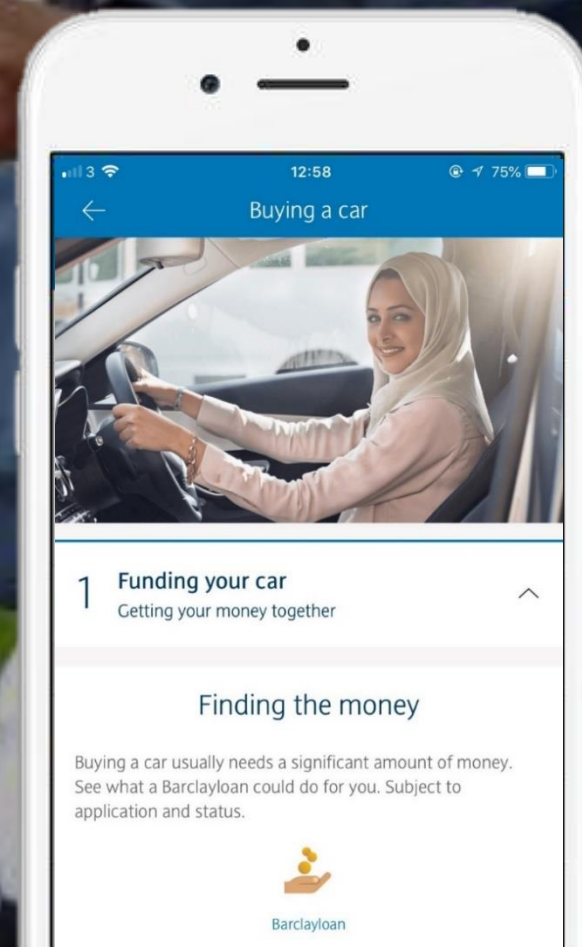 3
12:58
75%
Buying a car
1
Funding your car
Getting your money together
Finding the money
Buying a car usually needs a significant amount of money.
See what a Barclayloan could do for you. Subject to
application and status.
Barclayloan